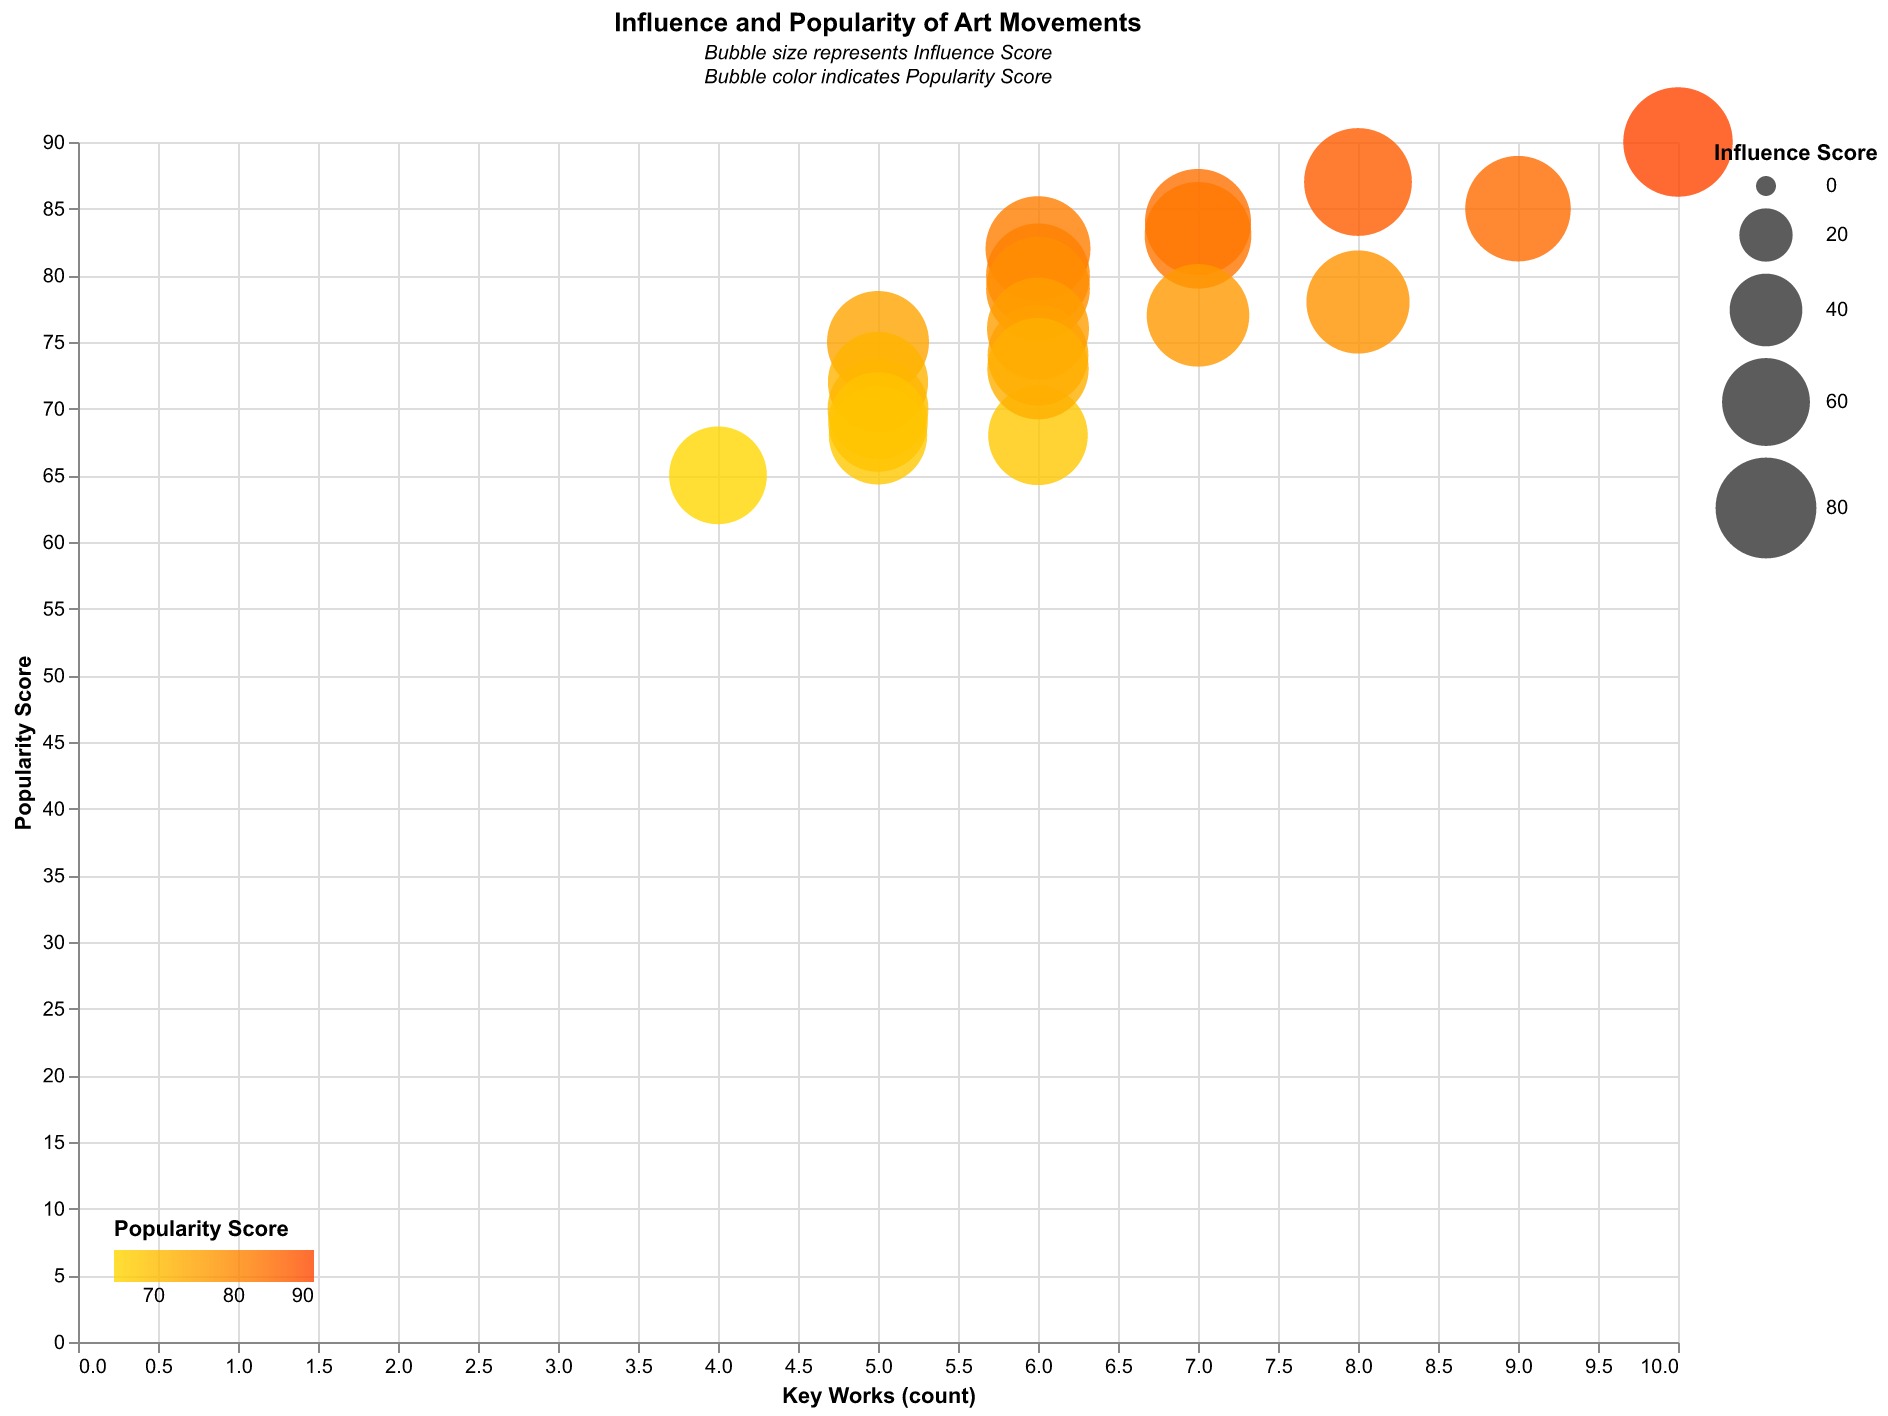 Influence and Popularity of Art Movements
Bubble size represents Influence Score
Bubble color indicates Popularity Score
Popularity Score
90
85
80
75
70
65
60
55
50
45
40
35
30
25
20
15
10
5
0
0.0 0.5 1.0 1.5 2.0 2.5 3.0 3.5 4.0 4.5 5.0 5.5 6.0 6.5 7.0 7.5 8.0 8.5 9.0 9.5 10.0
Key Works (count)
Popularity Score
70 80 90
Influence Score
0
20
40
60
80